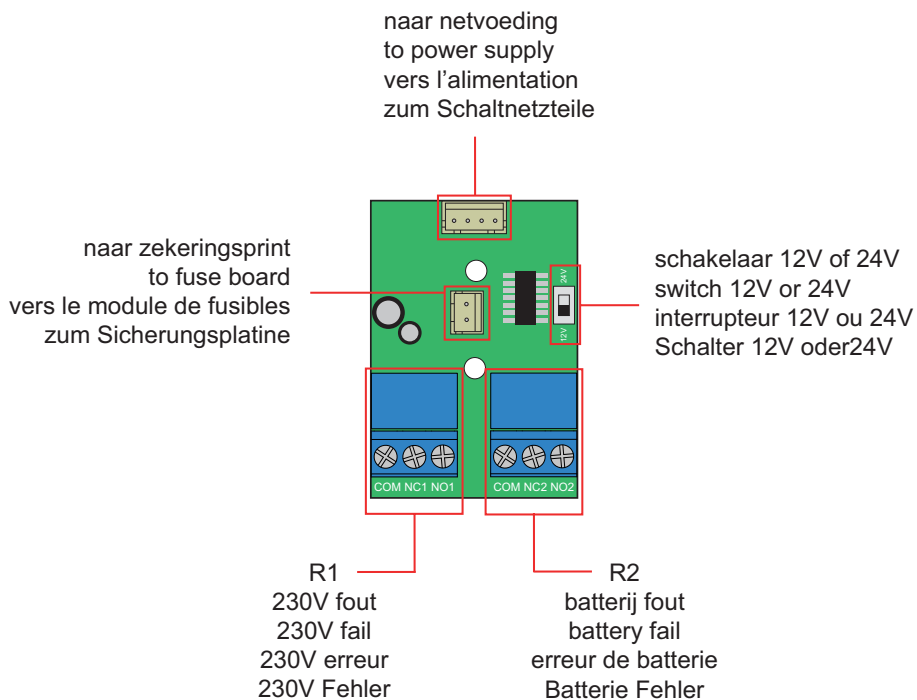 naar netvoeding
to power supply
vers l'alimentation
zum Schaltnetzteile
naar zekeringsprint
to fuse board
vers le module de fusibles
zum Sicherungsplatine
24V
12V
schakelaar 12V of 24V
switch 12V or 24V
interrupteur 12V ou 24V
Schalter 12V oder24V
COM NC1 NO1
COM NC2 NO2
R1
230V fout
230V fail
230V erreur
230V Fehler
R2
batterij fout
battery fail
erreur de batterie
Batterie Fehler